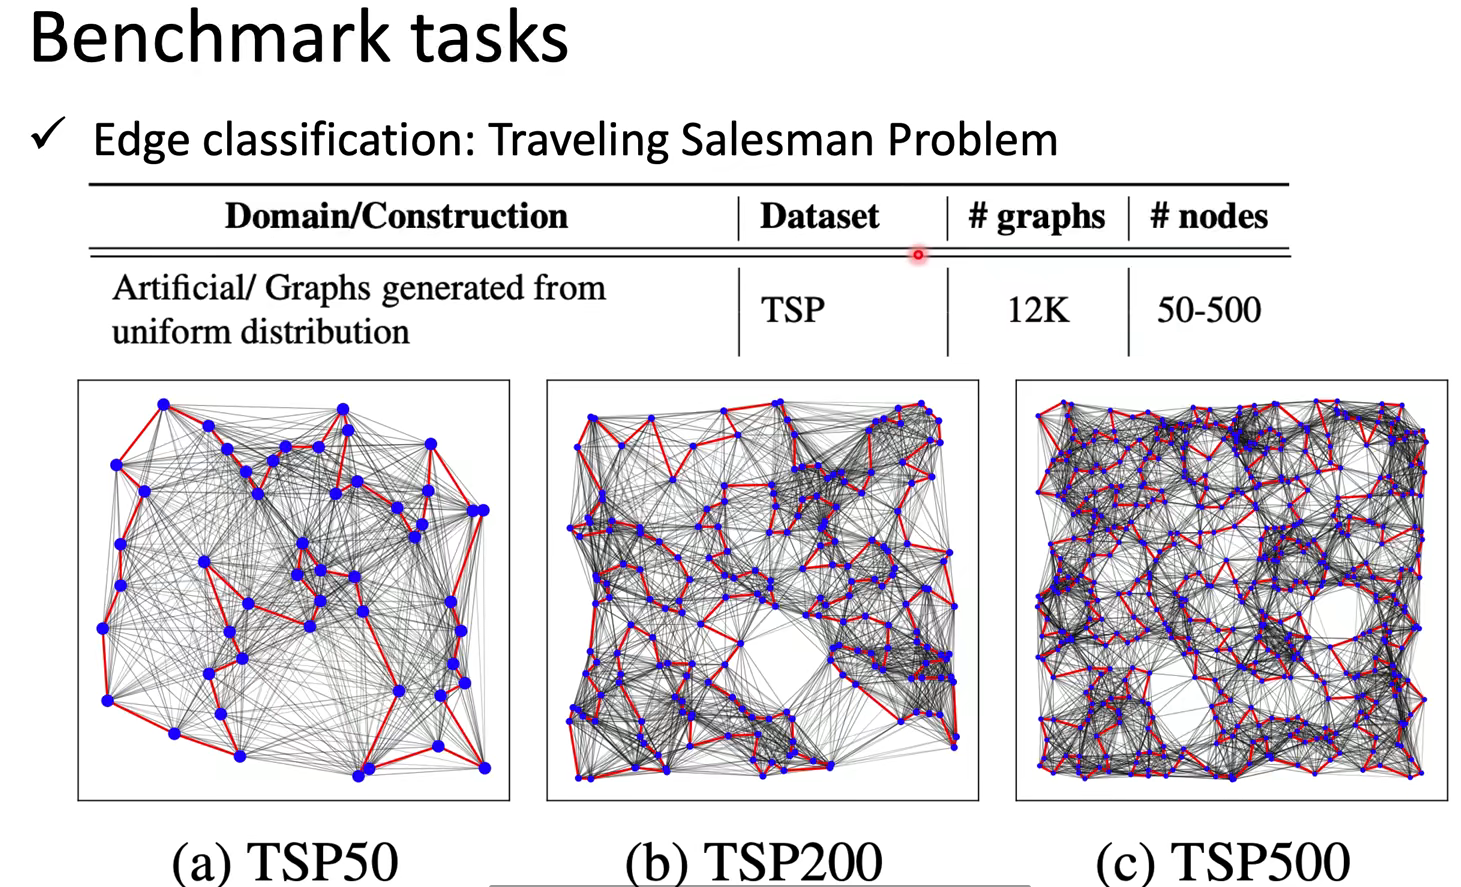 Benchmark tasks
✓ Edge classification: Traveling Salesman Problem
Domain/Construction Dataset # graphs # nodes
Artificial/ Graphs generated from
uniform distribution
TSP 12K 50-500
(a) TSP50 (b) TSP200 (c) TSP500